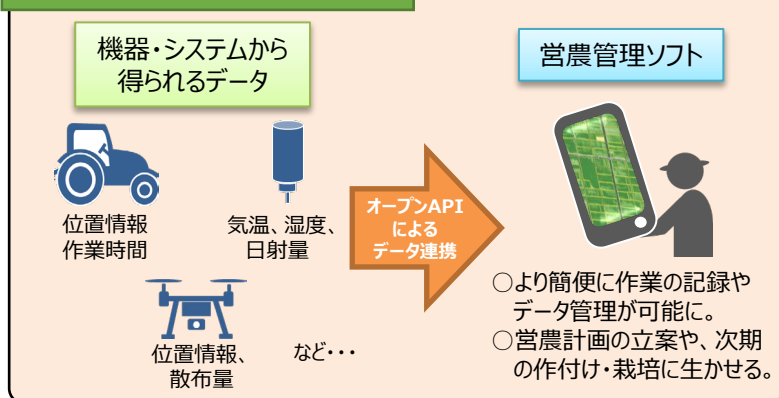 機器・システムから
得られるデータ
営農管理ソフト
位置情報
作業時間
気温、湿度、
日射量
オープンAPI
による
データ連携
位置情報、
散布量
など・・・
○より簡便に作業の記録や
データ管理が可能に。
○営農計画の立案や、次期
の作付け・栽培に生かせる。